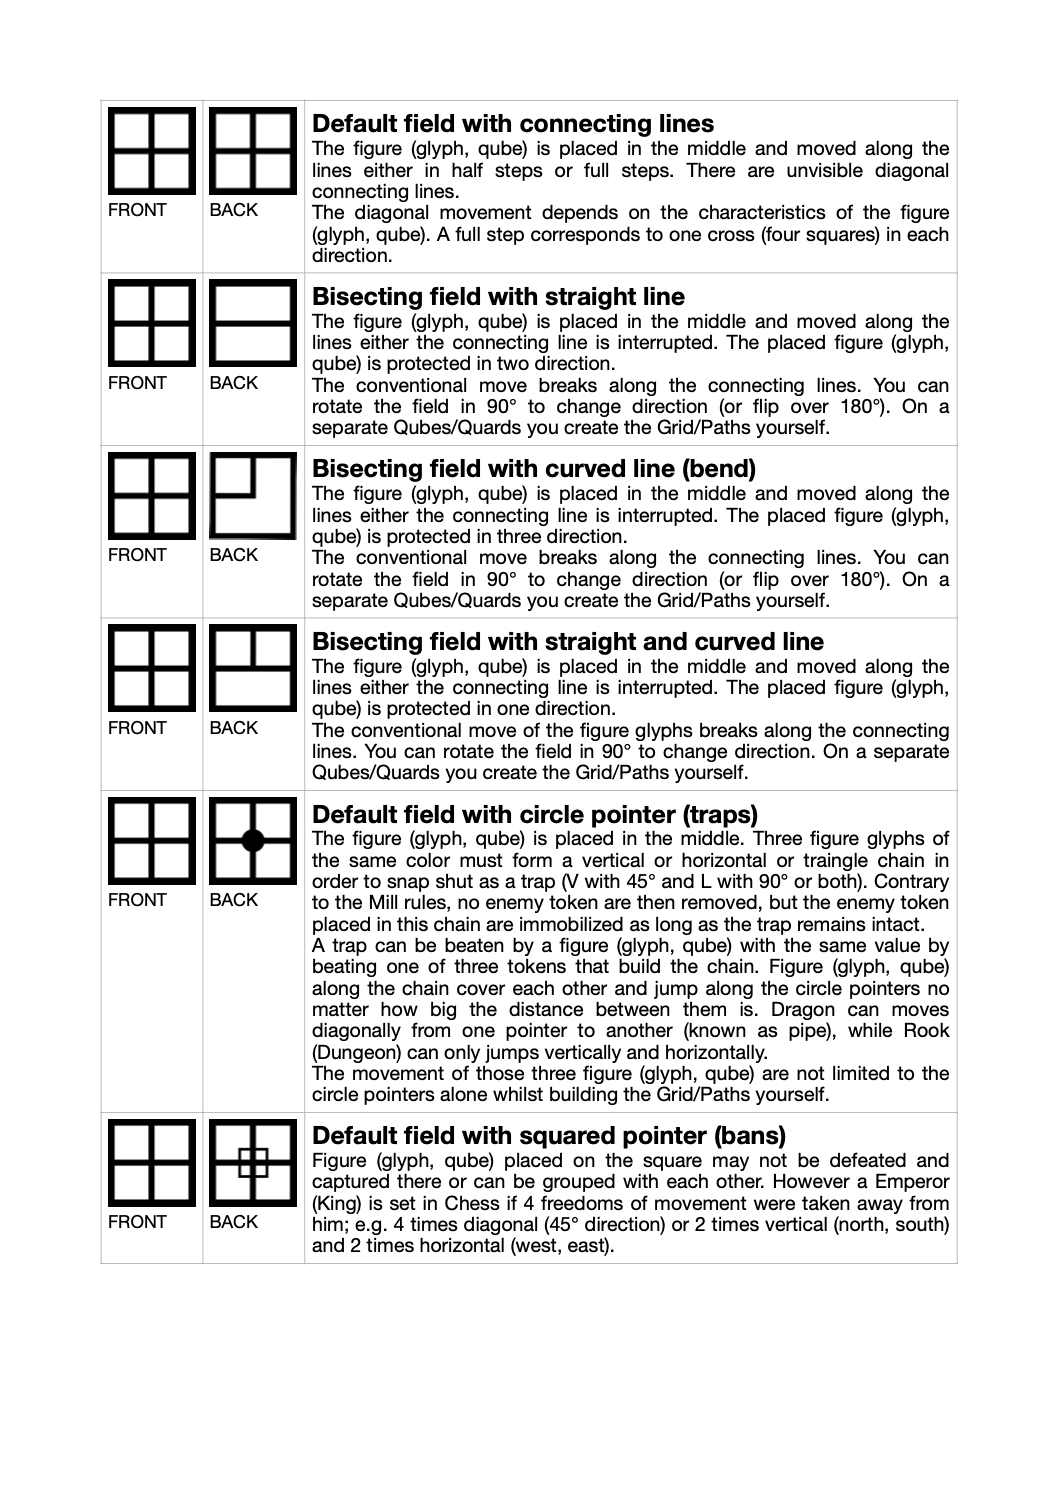 Default field with connecting lines
The figure (glyph, qube) is placed in the middle and moved along the
lines either in half steps or full steps. There are unvisible diagonal
connecting lines.
The diagonal movement depends on the characteristics of the figure
(glyph, qube). A full step corresponds to one cross (four squares) in each
direction.
FRONT
BACK
Bisecting field with straight line
The figure (glyph, qube) is placed in the middle and moved along the
lines either the connecting line is interrupted. The placed figure (glyph,
qube) is protected in two direction.
The conventional move breaks along the connecting lines. You can
rotate the field in 90° to change direction (or flip over 180°). On a
separate Qubes/Quards you create the Grid/Paths yourself.
FRONT
BACK
Bisecting field with curved line (bend)
The figure (glyph, qube) is placed in the middle and moved along the
lines either the connecting line is interrupted. The placed figure (glyph,
qube) is protected in three direction.
The conventional move breaks along the connecting lines. You can
rotate the field in 90° to change direction (or flip over 180°). On a
separate Qubes/Quards you create the Grid/Paths yourself.
FRONT
BACK
Bisecting field with straight and curved line
The figure (glyph, qube) is placed in the middle and moved along the
lines either the connecting line is interrupted. The placed figure (glyph,
qube) is protected in one direction.
The conventional move of the figure glyphs breaks along the connecting
lines. You can rotate the field in 90° to change direction. On a separate
Qubes/Quards you create the Grid/Paths yourself.
FRONT
BACK
Default field with circle pointer (traps)
The figure (glyph, qube) is placed in the middle. Three figure glyphs of
the same color must form a vertical or horizontal or traingle chain in
order to snap shut as a trap (V with 45° and L with 90° or both). Contrary
to the Mill rules, no enemy token are then removed, but the enemy token
placed in this chain are immobilized as long as the trap remains intact.
A trap can be beaten by a figure (glyph, qube) with the same value by
beating one of three tokens that build the chain. Figure (glyph, qube)
along the chain cover each other and jump along the circle pointers no
matter how big the distance between them is. Dragon can moves
diagonally from one pointer to another (known as pipe), while Rook
(Dungeon) can only jumps vertically and horizontally.
The movement of those three figure (glyph, qube) are not limited to the
circle pointers alone whilst building the Grid/Paths yourself.
FRONT
BACK
Default field with squared pointer (bans)
Figure (glyph, qube) placed on the square may not be defeated and
captured there or can be grouped with each other. However a Emperor
(King) is set in Chess if 4 freedoms of movement were taken away from
him; e.g. 4 times diagonal (45° direction) or 2 times vertical (north, south)
and 2 times horizontal (west, east).
FRONT
BACK